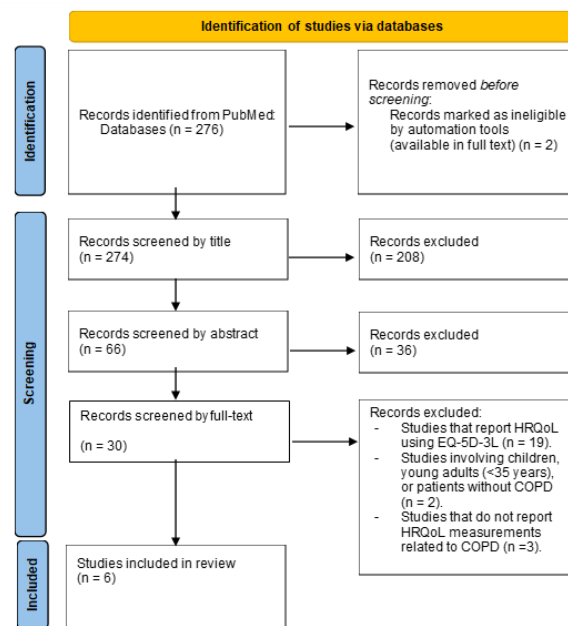 Identification of studies via databases
Identification
Records identified from PubMed:
Databases (n = 276)
Records removed before
screening:
Records marked as ineligible
by automation tools
(available in full text) (n = 2)
Screening
Records screened by title
(n = 274)
Records excluded
(n = 208)
Records screened by abstract
(n = 66)
Records excluded
(n = 36)
Records screened by full-text
(n = 30)
Records excluded:
- Studies that report HRQoL
using EQ-5D-3L (n = 19).
- Studies involving children,
young adults (<35 years),
or patients without COPD
(n = 2).
- Studies that do not report
HRQoL measurements
related to COPD (n =3).
Included
Studies included in review
(n = 6)